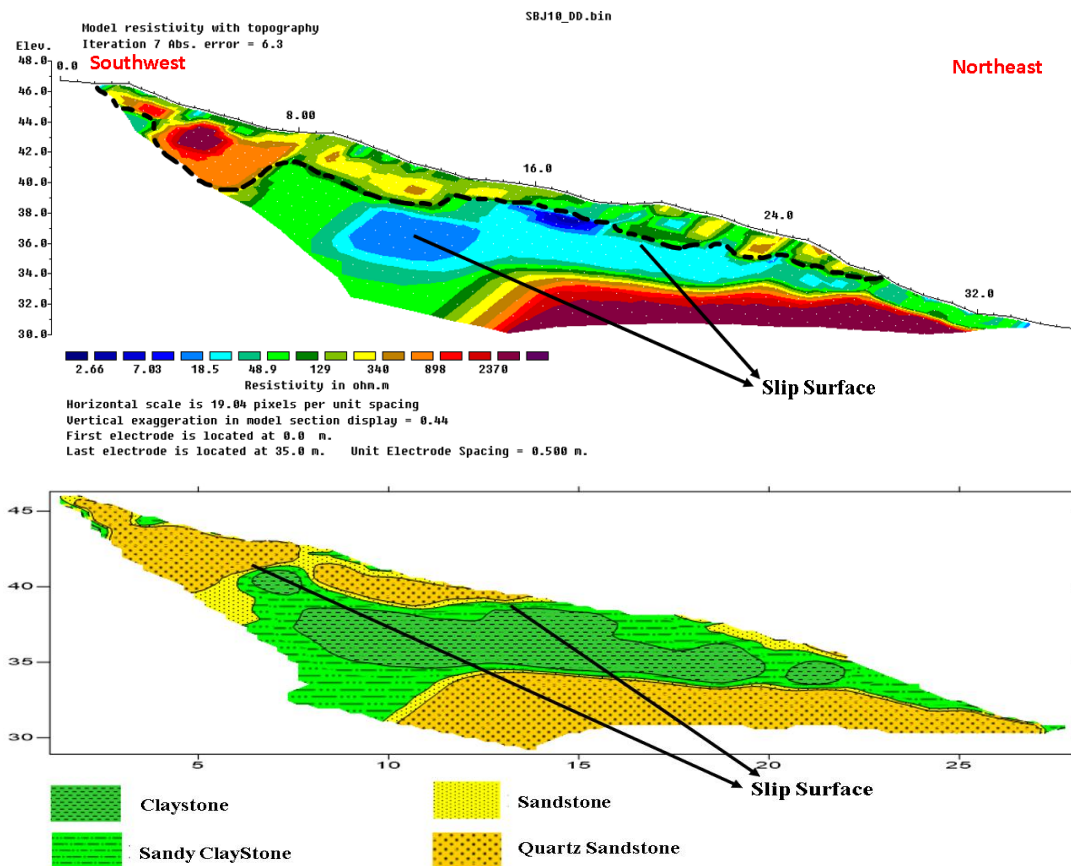 SBJ10_DD.bin
Model resistivity with topography
Iteration 7 Abs. error = 6.3
Elev.
Southwest
Northeast
48.0
0.0
46.0
44.0
8.00
42.0
40.0
16.0
38.0
24.0
36.0
34.0
32.0
32.0
30.0
2.66 7.03 18.5 48.9 129 340 898 2370
Resistivity in ohm.m
Slip Surface
Horizontal scale is 19.04 pixels per unit spacing
Vertical exaggeration in model section display = 0.44
First electrode is located at 0.0 m.
Last electrode is located at 35.0 m. Unit Electrode Spacing = 0.500 m.
45
40
35
30
5 10 15 20 25
Slip Surface
Claystone
Sandstone
Sandy ClayStone
Quartz Sandstone